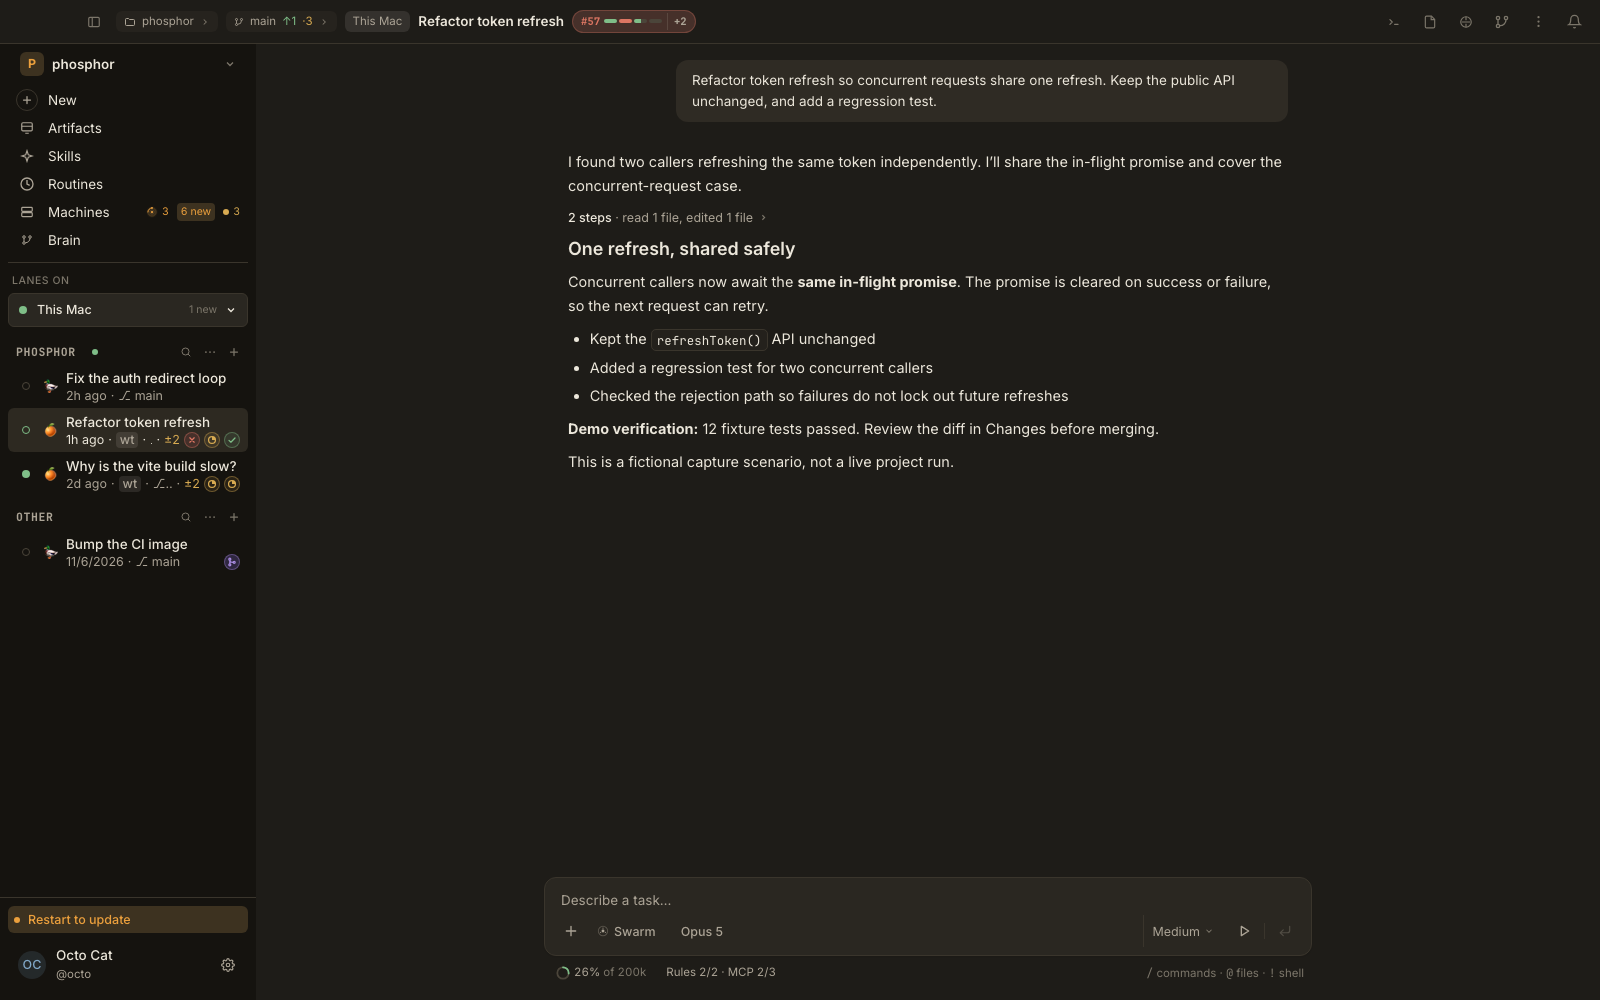 phosphor
main ↑1 ·3
This Mac
Refactor token refresh
#57
+2
P phosphor
New
Artifacts
Skills
Routines
Machines 3 6 new 3
Brain
LANES ON
This Mac 1 new
PHOSPHOR
Fix the auth redirect loop
2h ago · ⎇ main
Refactor token refresh
1h ago · wt · . · ±2
Why is the vite build slow?
2d ago · wt · ⎇.. · ±2
OTHER
Bump the CI image
11/6/2026 · ⎇ main
Restart to update
OC
Octo Cat
@octo
Refactor token refresh so concurrent requests share one refresh. Keep the public API
unchanged, and add a regression test.
I found two callers refreshing the same token independently. I’ll share the in-flight promise and cover the
concurrent-request case.
2 steps · read 1 file, edited 1 file
One refresh, shared safely
Concurrent callers now await the same in-flight promise. The promise is cleared on success or failure,
so the next request can retry.
• Kept the refreshToken() API unchanged
• Added a regression test for two concurrent callers
• Checked the rejection path so failures do not lock out future refreshes
Demo verification: 12 fixture tests passed. Review the diff in Changes before merging.
This is a fictional capture scenario, not a live project run.
Describe a task...
Swarm Opus 5 Medium
26% of 200k Rules 2/2 · MCP 2/3
/ commands · @ files · ! shell